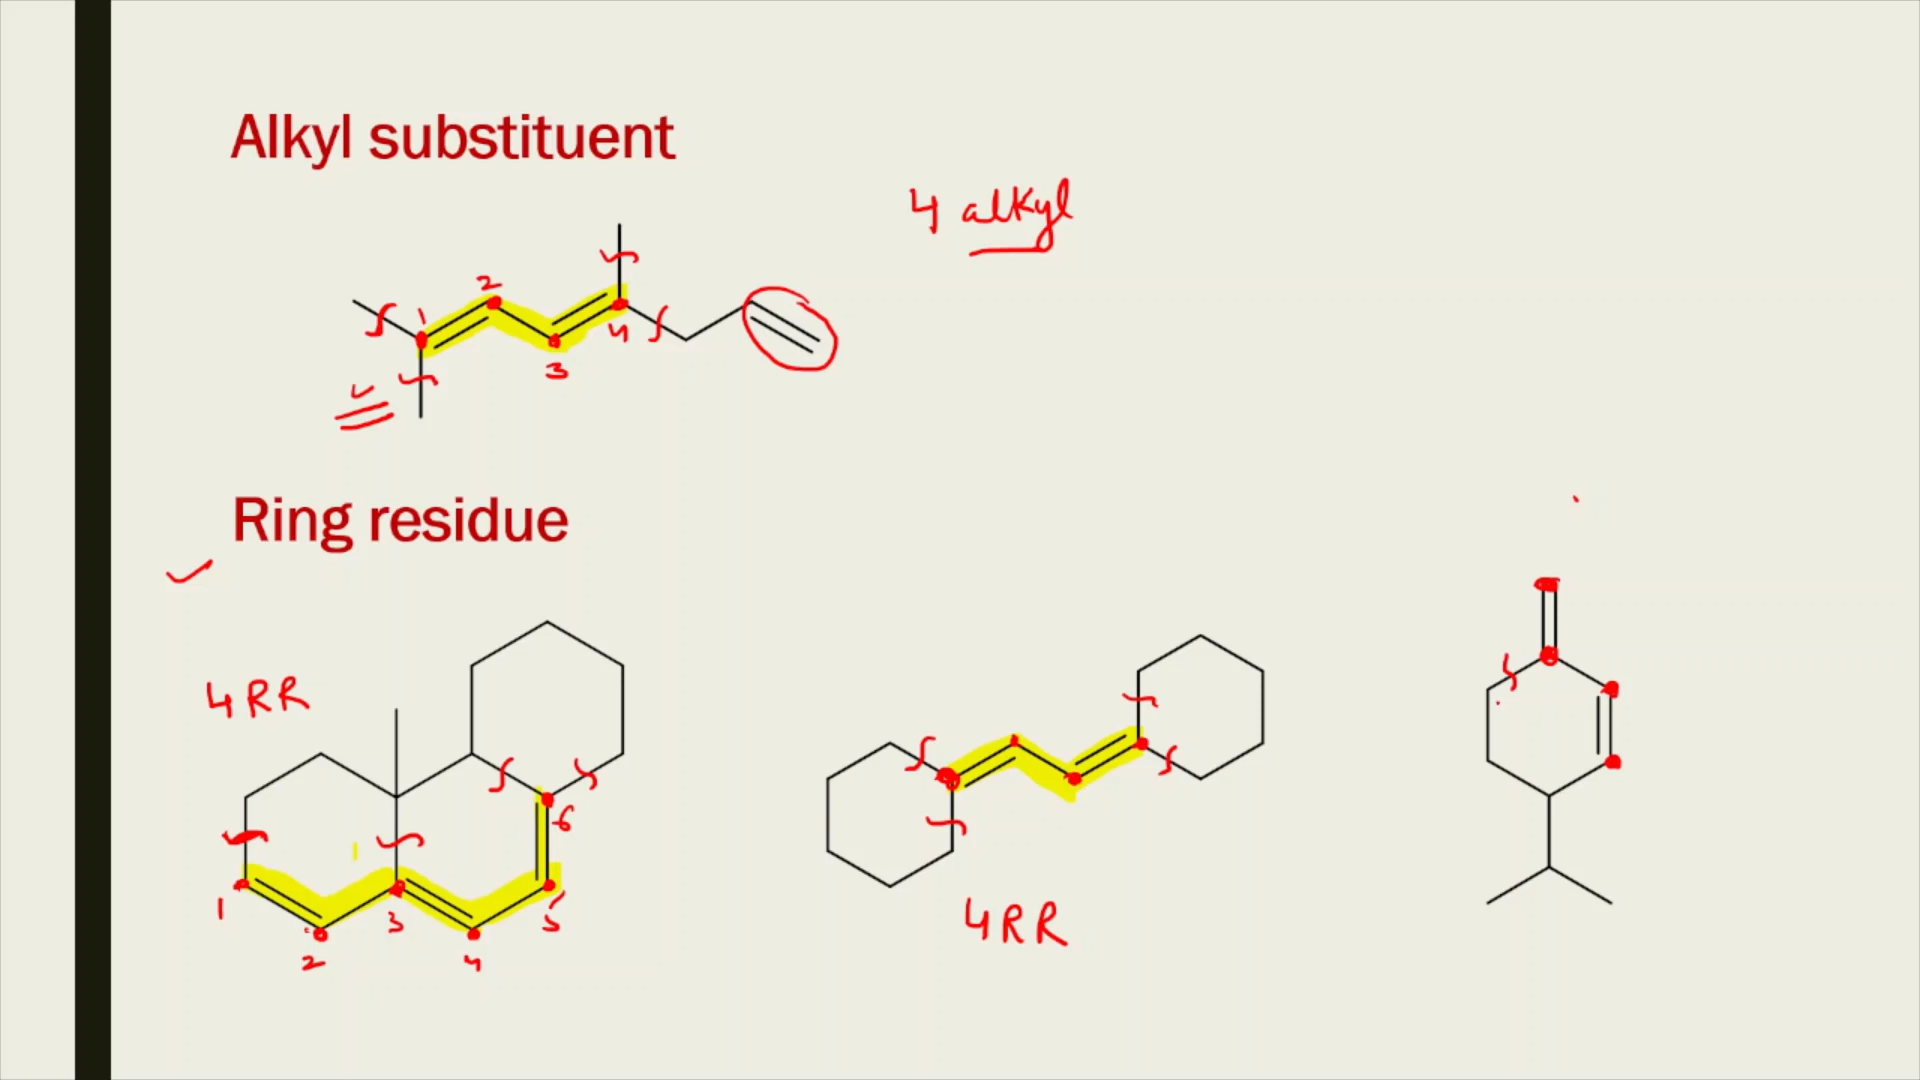 Alkyl substituent
4 alkyl
1 2 3 4
Ring residue
4RR
1 2 3 4 5 6
4RR